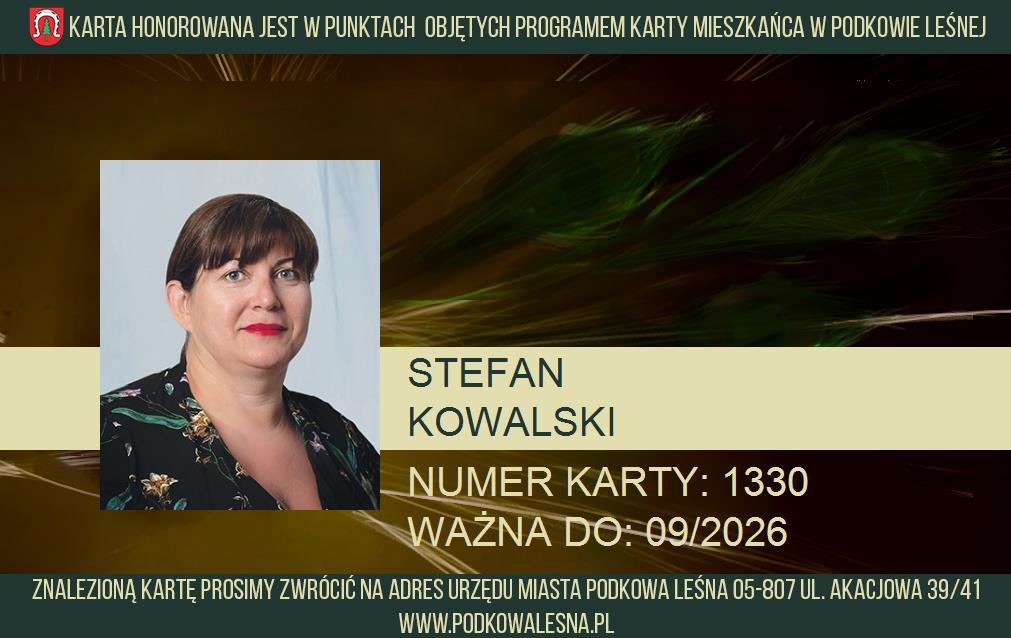 KARTA HONOROWANA JEST W PUNKTACH OBJĘTYCH PROGRAMEM KARTY MIESZKAŃCA W PODKOWIE LEŚNEJ
STEFAN
KOWALSKI
NUMER KARTY: 1330
WAŻNA DO: 09/2026
ZNALEZIONĄ KARTĘ PROSIMY ZWRÓCIĆ NA ADRES URZĘDU MIASTA PODKOWA LEŚNA 05-807 UL. AKACJOWA 39/41
WWW.PODKOWALESNA.PL